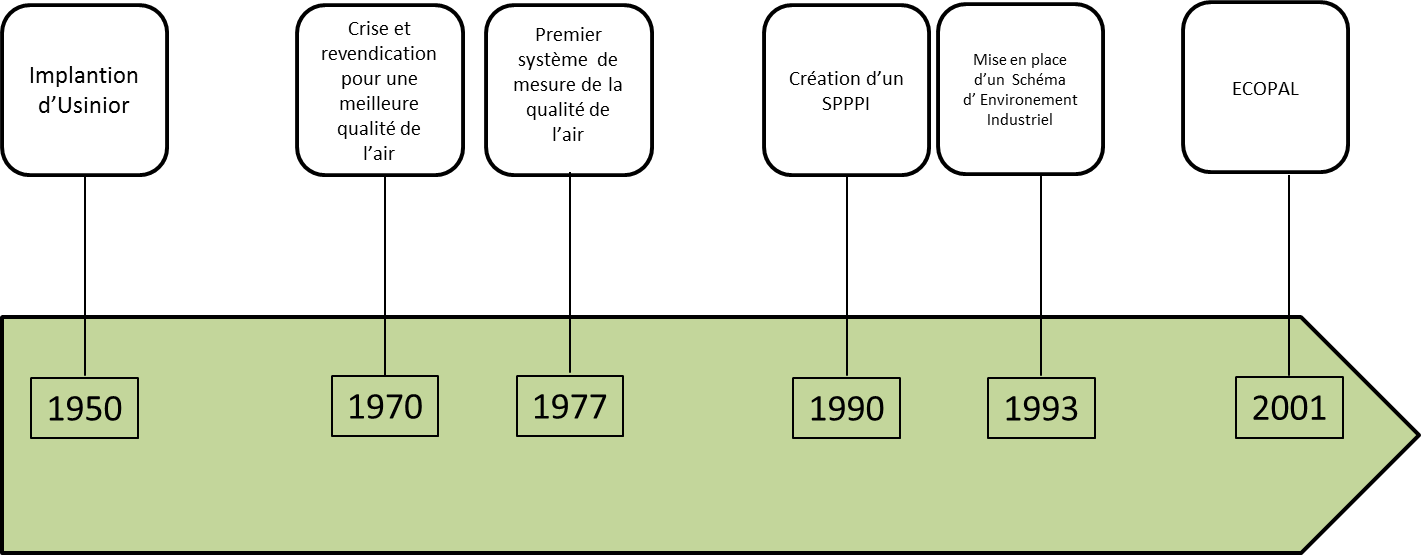 Implantion
d’Usinior
Crise et
revendication
pour une
meilleure
qualité de
l’air
Premier
système de
mesure de la
qualité de
l’air
Création d’un
SPPPI
Mise en place
d’un Schéma
d’ Environement
Industriel
ECOPAL
1950
1970
1977
1990
1993
2001